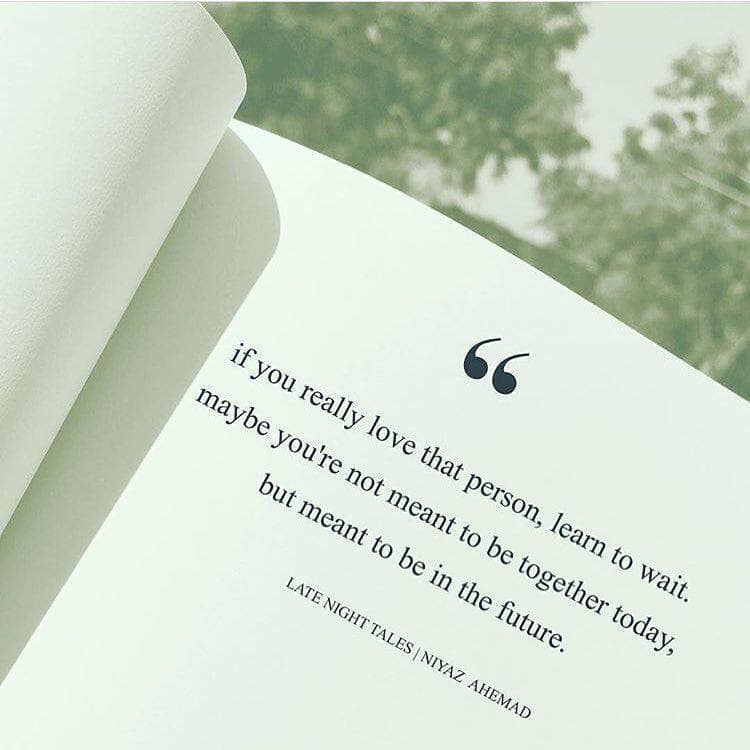 “
if you really love that person, learn to wait.
maybe you're not meant to be together today,
but meant to be in the future.
LATE NIGHT TALES | NIYAZ AHEMAD